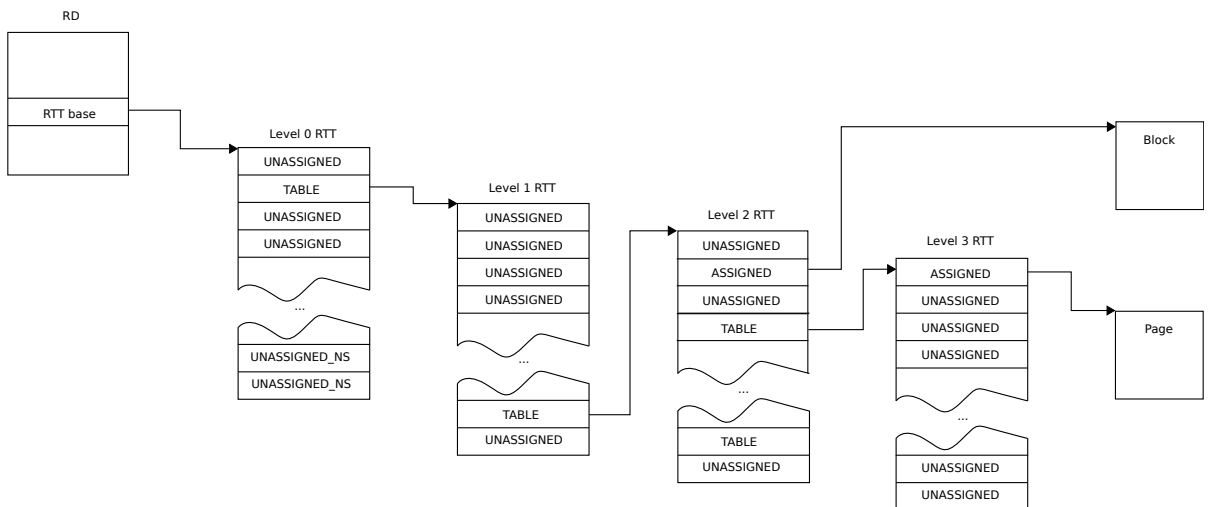 RD
RTT base
Level 0 RTT
UNASSIGNED
TABLE
UNASSIGNED
UNASSIGNED
...
UNASSIGNED_NS
UNASSIGNED_NS
Level 1 RTT
UNASSIGNED
UNASSIGNED
UNASSIGNED
UNASSIGNED
...
TABLE
UNASSIGNED
Level 2 RTT
UNASSIGNED
ASSIGNED
UNASSIGNED
TABLE
...
TABLE
UNASSIGNED
Level 3 RTT
ASSIGNED
UNASSIGNED
UNASSIGNED
UNASSIGNED
...
UNASSIGNED
UNASSIGNED
Block
Page